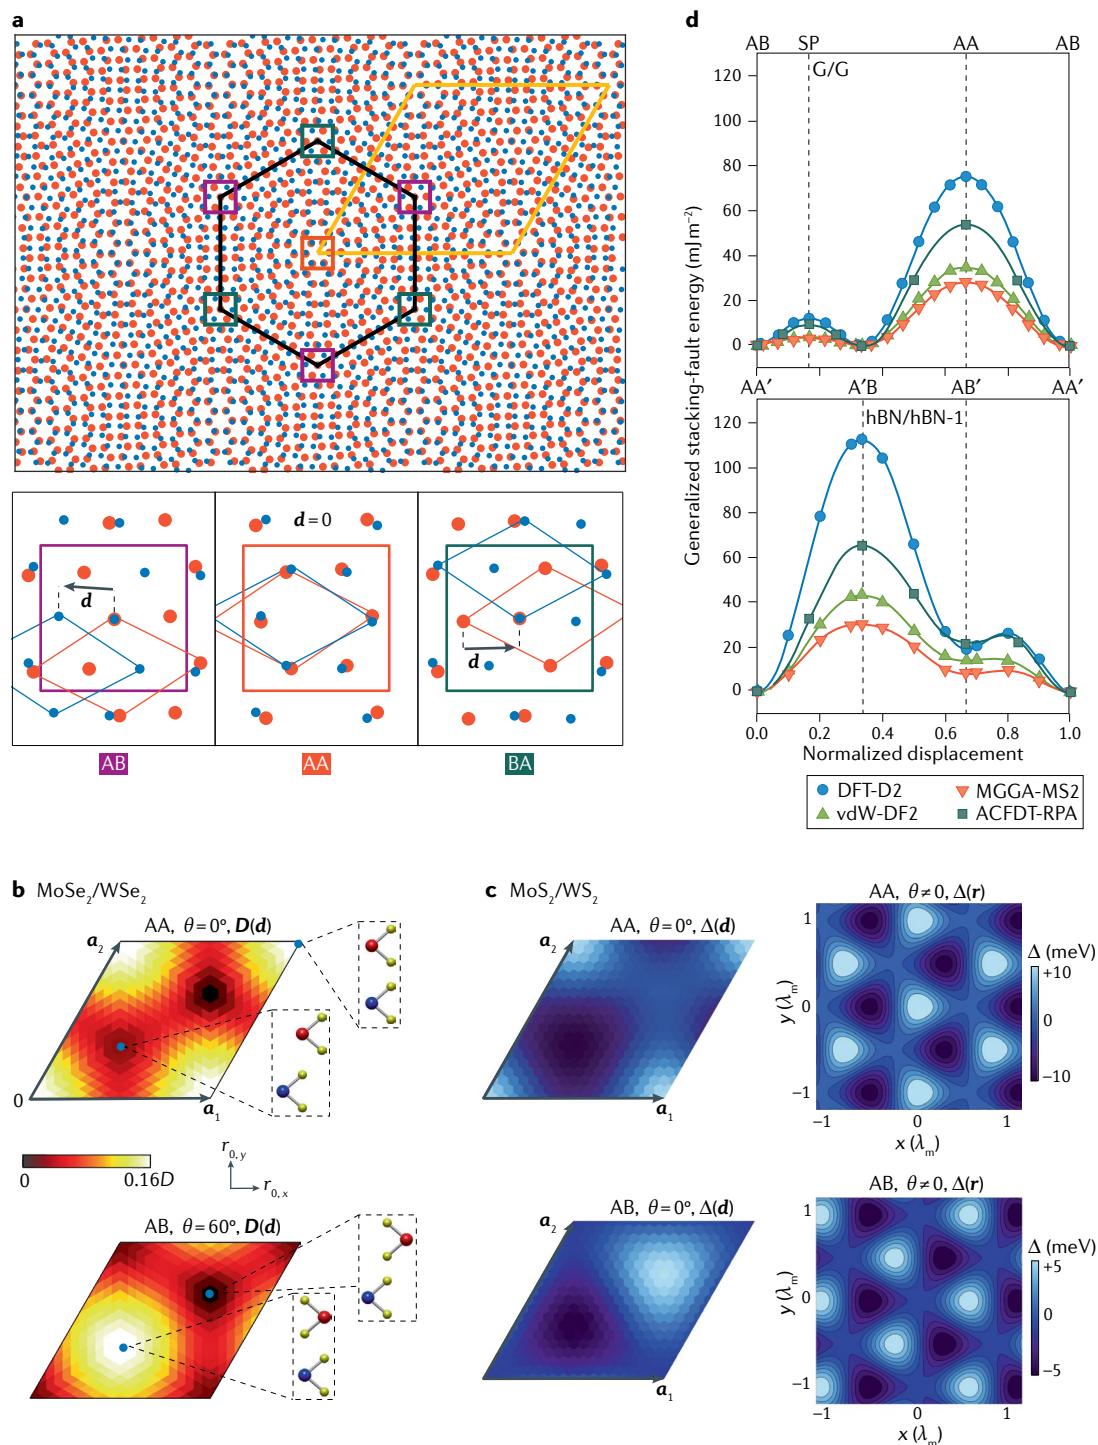 a
d = 0
d
d
AB
AA
BA
d
AB SP AA AB
G/G
120
100
80
60
40
20
0
AA′ A′B AB′ AA′
hBN/hBN-1
120
100
80
60
40
20
0
0.0 0.2 0.4 0.6 0.8 1.0
Normalized displacement
Generalized stacking-fault energy (mJ m−2)
DFT-D2
MGGA-MS2
vdW-DF2
ACFDT-RPA
b MoSe2/WSe2
AA, θ = 0°, D(d)
a2
0
a1
0 0.16D
r0,y
r0,x
AB, θ = 60°, D(d)
c MoS2/WS2
AA, θ = 0°, Δ(d)
a2
a1
AA, θ ≠ 0, Δ(r)
1
0
−1
y (λm)
−1 0 1
x (λm)
Δ (meV)
+10
0
−10
AB, θ = 0°, Δ(d)
a2
a1
AB, θ ≠ 0, Δ(r)
1
0
−1
y (λm)
−1 0 1
x (λm)
Δ (meV)
+5
0
−5